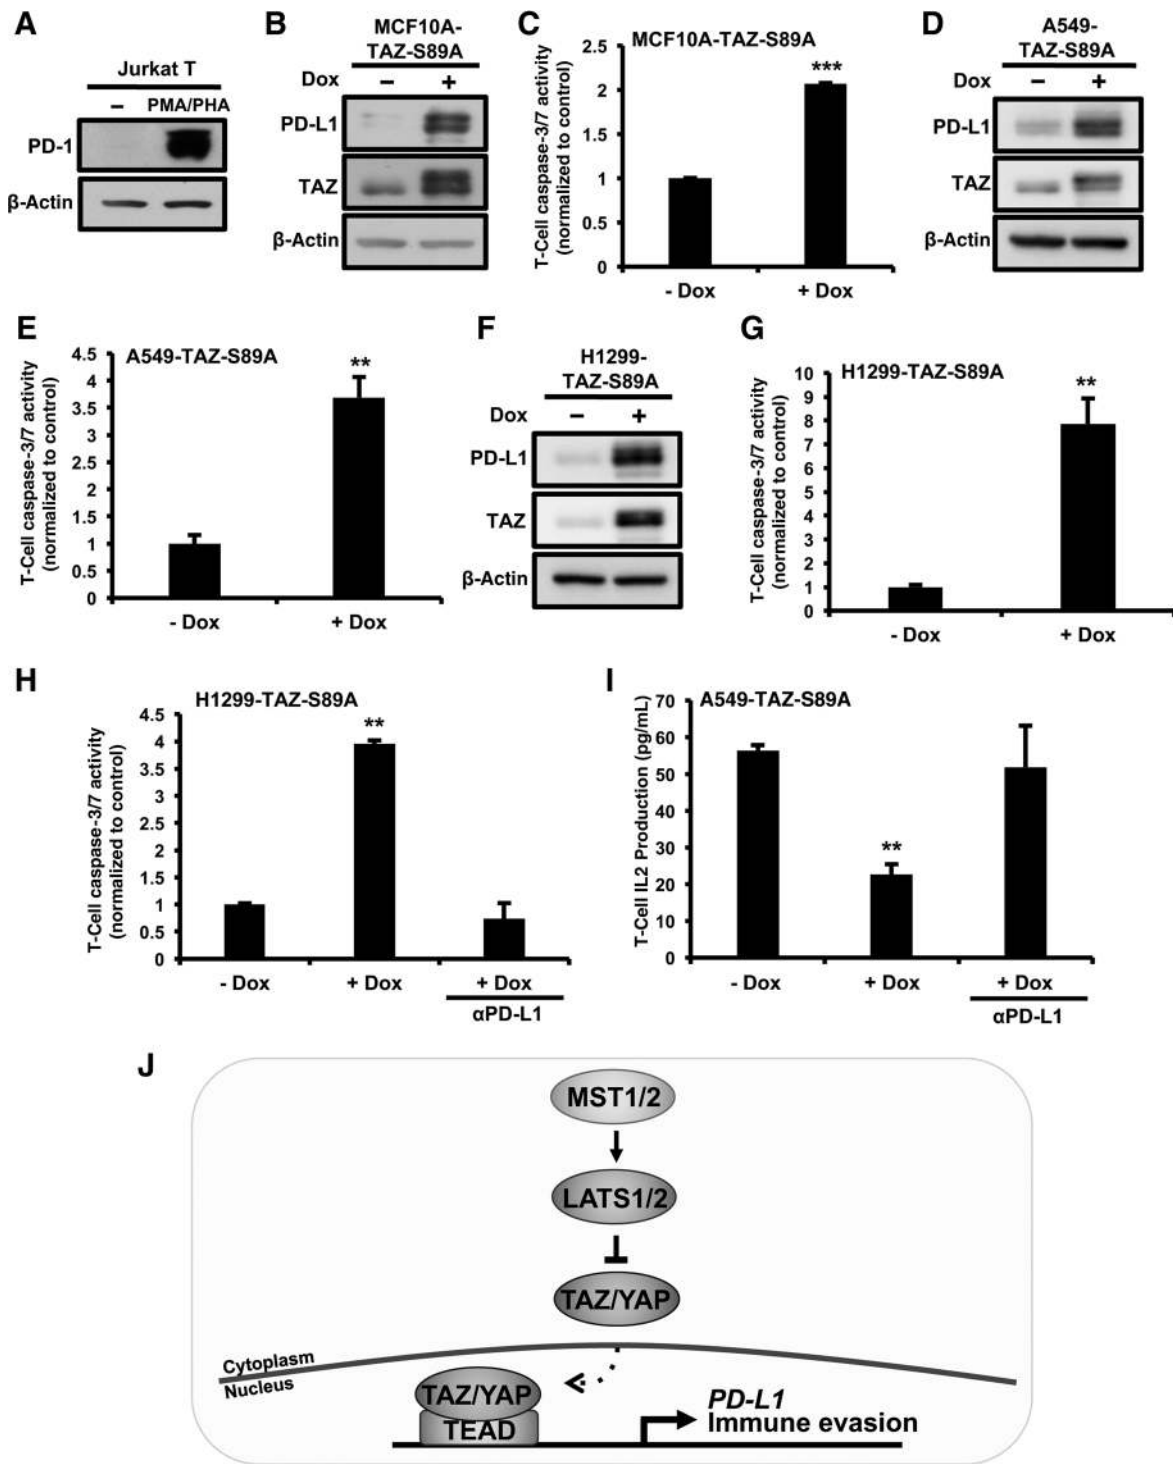 A
Jurkat T
– PMA/PHA
PD-1
β-Actin
B
MCF10A-
TAZ-S89A
Dox – +
PD-L1
TAZ
β-Actin
C
MCF10A-TAZ-S89A
T-Cell caspase-3/7 activity
(normalized to control)
2.5
2
1.5
1
0.5
0
***
- Dox + Dox
D
A549-
TAZ-S89A
Dox – +
PD-L1
TAZ
β-Actin
E
A549-TAZ-S89A
T-Cell caspase-3/7 activity
(normalized to control)
4.5
4
3.5
3
2.5
2
1.5
1
0.5
0
**
- Dox + Dox
F
H1299-
TAZ-S89A
Dox – +
PD-L1
TAZ
β-Actin
G
H1299-TAZ-S89A
T-Cell caspase-3/7 activity
(normalized to control)
10
9
8
7
6
5
4
3
2
1
0
**
- Dox + Dox
H
H1299-TAZ-S89A
T-Cell caspase-3/7 activity
(normalized to control)
4.5
4
3.5
3
2.5
2
1.5
1
0.5
0
**
- Dox + Dox + Dox
αPD-L1
I
A549-TAZ-S89A
T-Cell IL2 Production (pg/mL)
70
60
50
40
30
20
10
0
**
- Dox + Dox + Dox
αPD-L1
J
MST1/2
LATS1/2
TAZ/YAP
Cytoplasm
Nucleus
TAZ/YAP
TEAD
PD-L1
Immune evasion